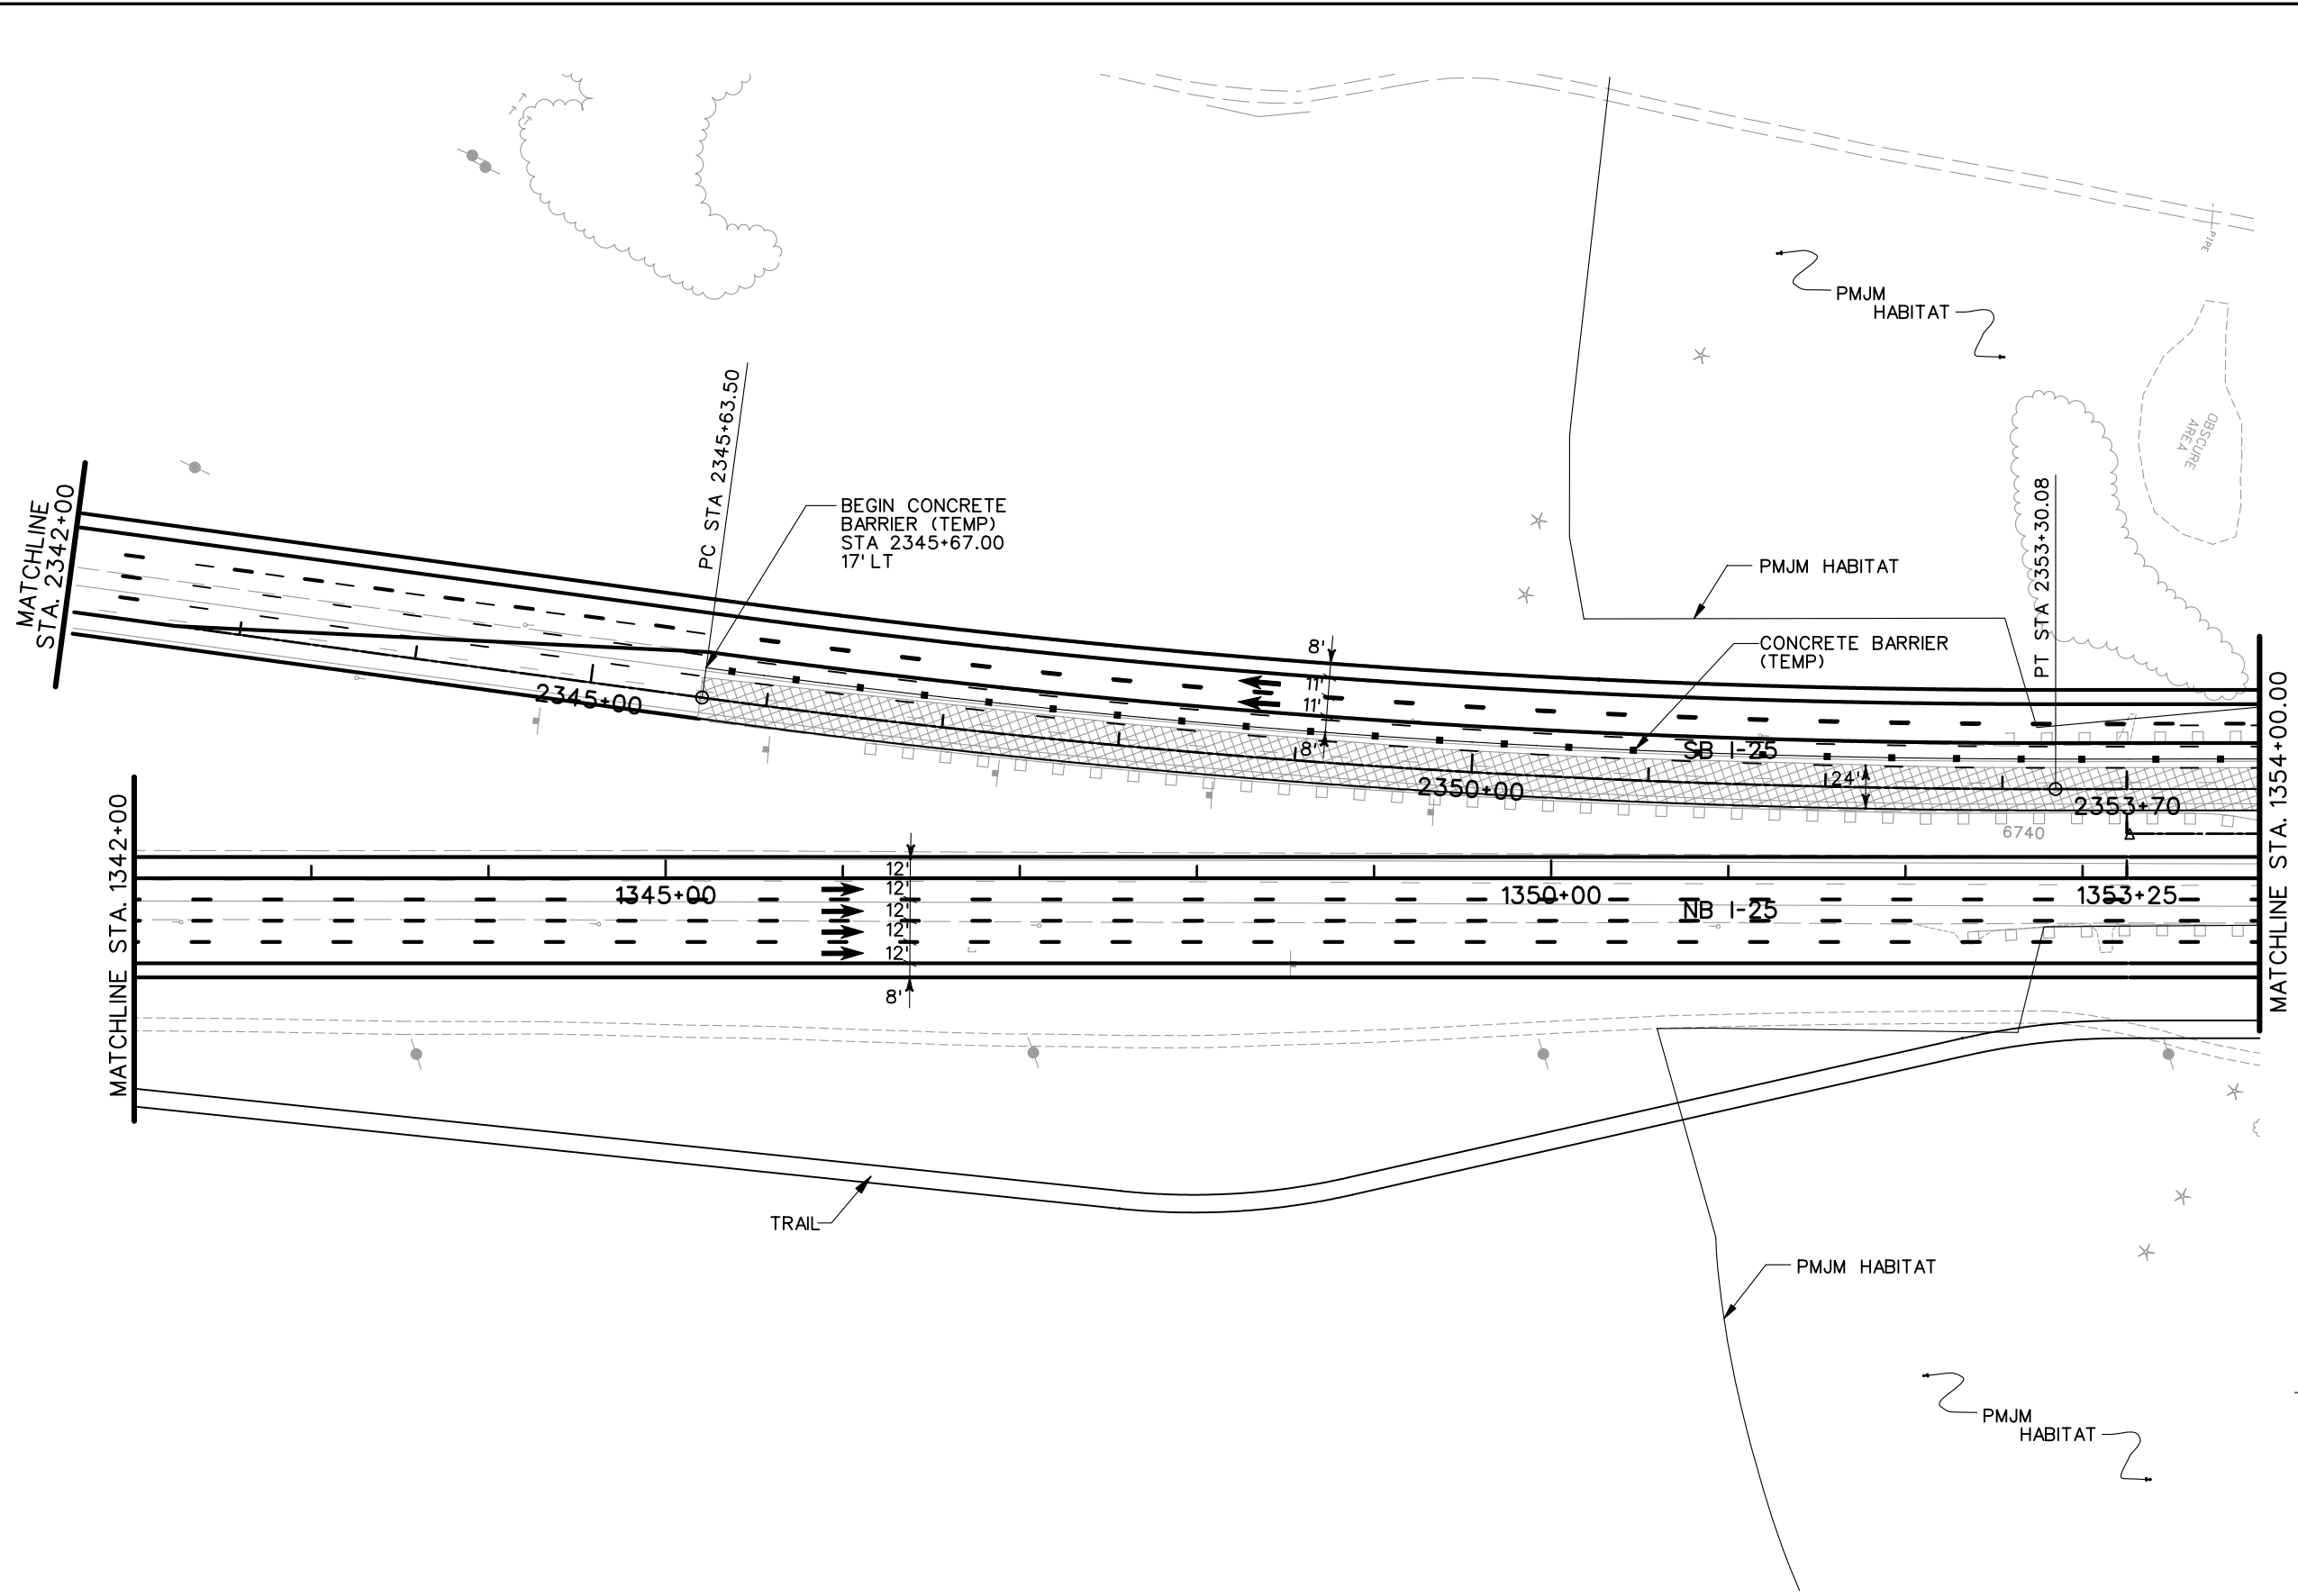 PIPE
PMJM
HABITAT
OBSCURE
AREA
PC STA 2345+63.50
MATCHLINE
STA. 2342+00
BEGIN CONCRETE
BARRIER (TEMP)
STA 2345+67.00
17' LT
PT STA 2353+30.08
PMJM HABITAT
CONCRETE BARRIER
(TEMP)
8'
11'
11'
8'
2345+00
SB I-25
24'
2350+00
2353+70
6740
MATCHLINE STA. 1354+00.00
MATCHLINE STA. 1342+00
12'
12'
12'
12'
12'
8'
1345+00
1350+00
NB I-25
1353+25
TRAIL
PMJM HABITAT
PMJM
HABITAT